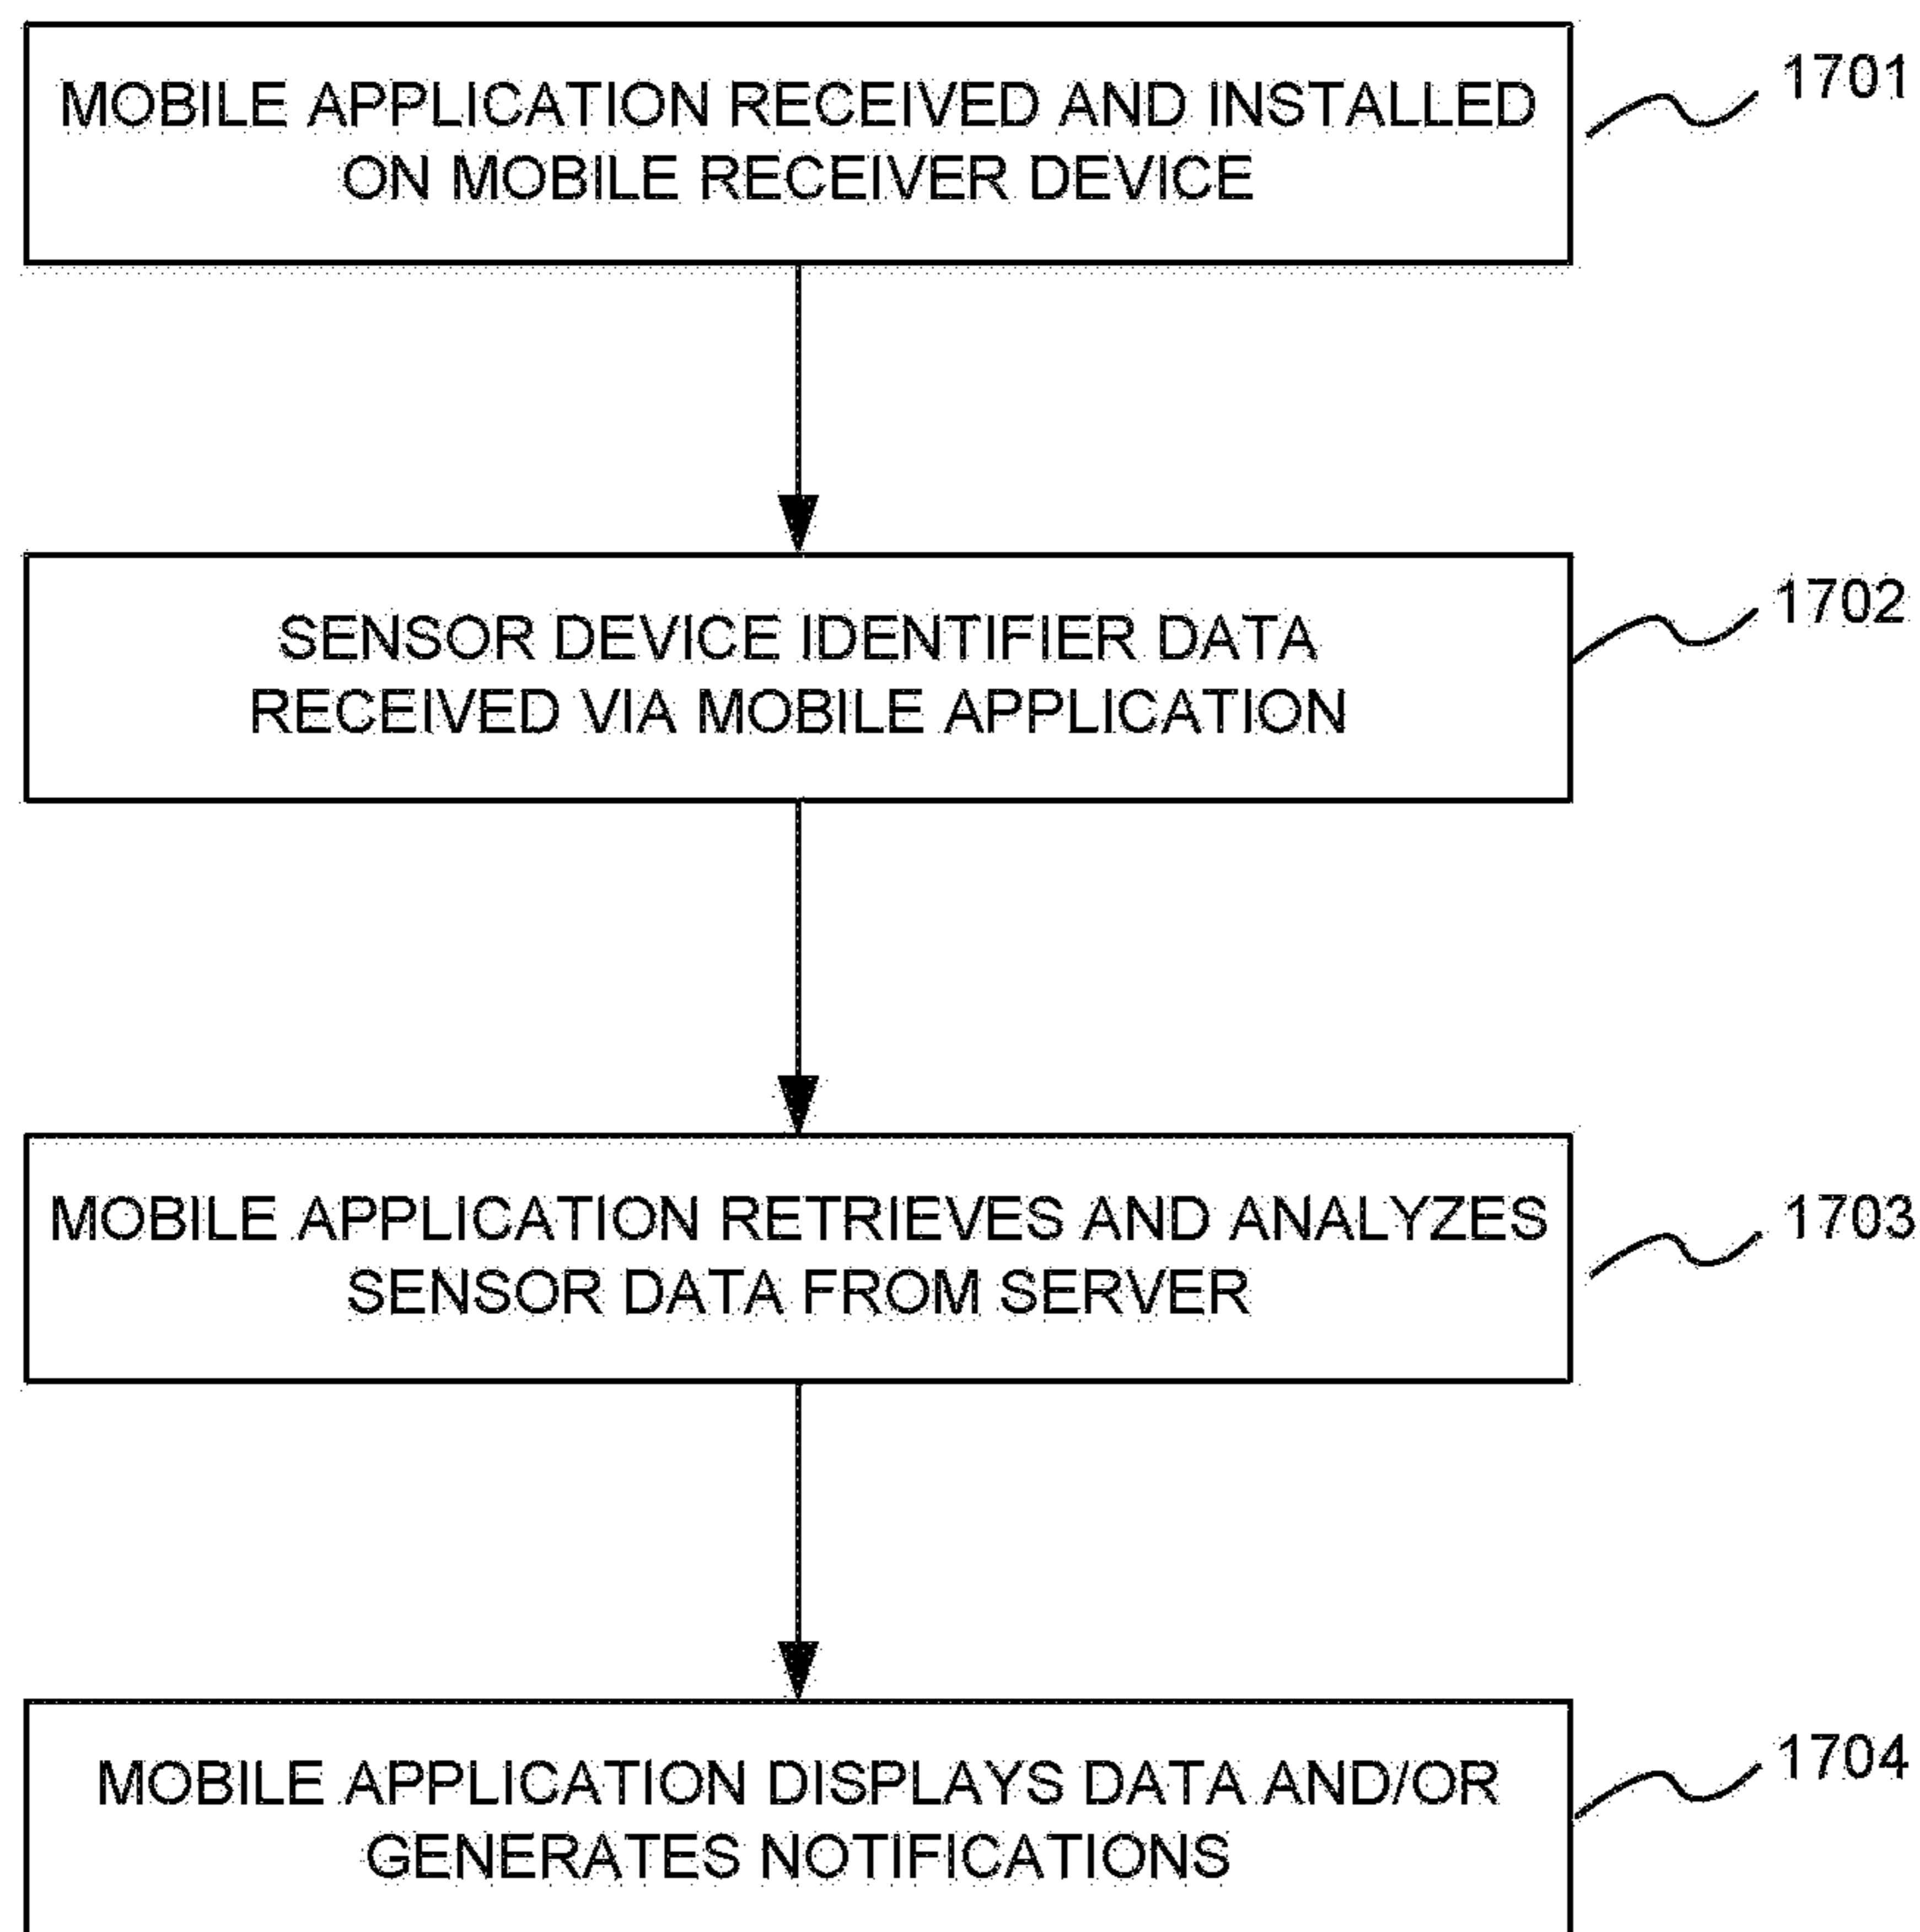 MOBILE APPLICATION RECEIVED AND INSTALLED
ON MOBILE RECEIVER DEVICE
1701
SENSOR DEVICE IDENTIFIER DATA
RECEIVED VIA MOBILE APPLICATION
1702
MOBILE APPLICATION RETRIEVES AND ANALYZES
SENSOR DATA FROM SERVER
1703
MOBILE APPLICATION DISPLAYS DATA AND/OR
GENERATES NOTIFICATIONS
1704